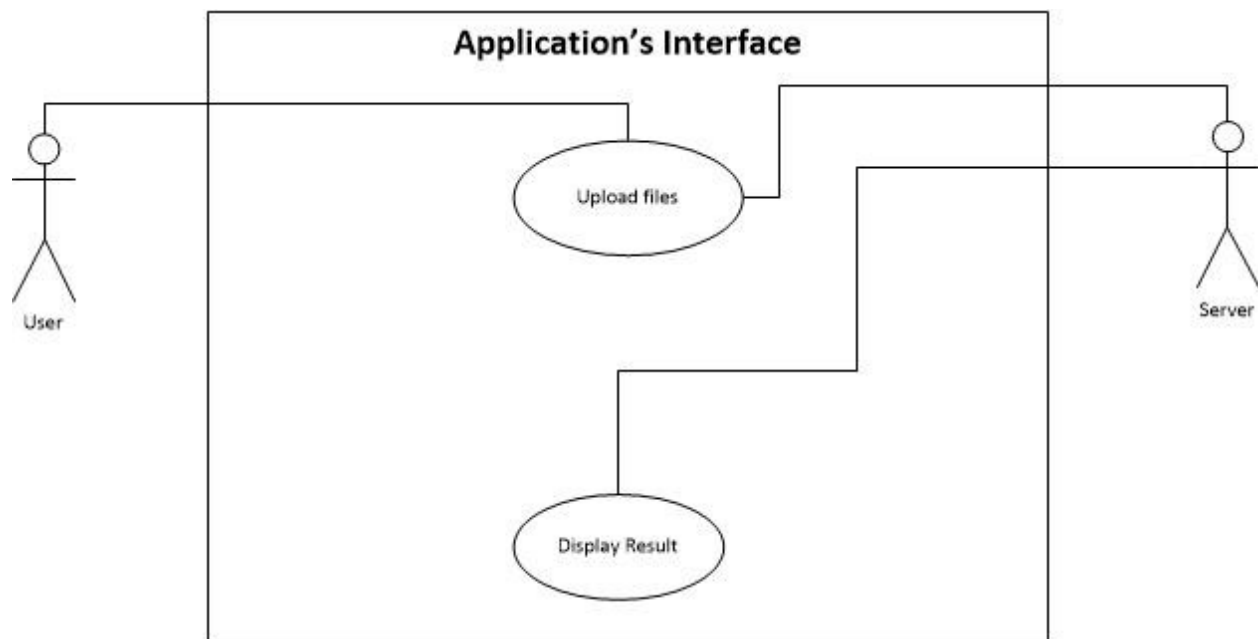 Application's Interface
Upload files
User
Server
Display Result